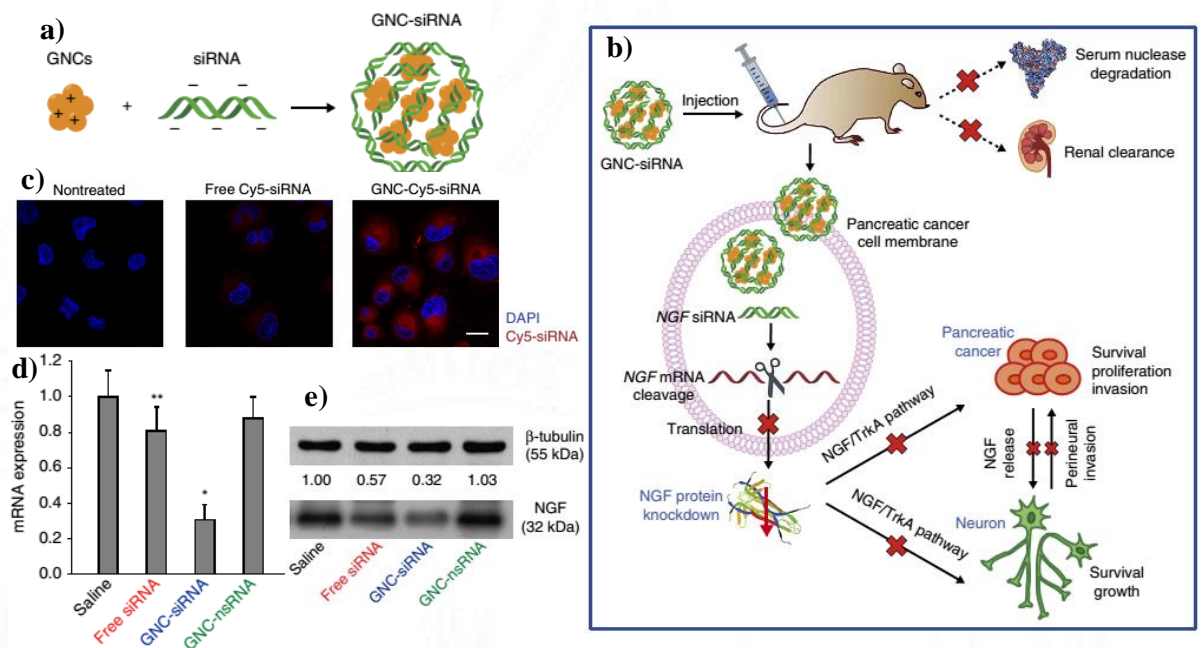 a)
GNCs
+ + +
+
siRNA
GNC-siRNA
c)
Nontreated
Free Cy5-siRNA
GNC-Cy5-siRNA
DAPI
Cy5-siRNA
d)
mRNA expression
1.2
1.0
0.8
0.6
0.4
0.2
0.0
**
*
Saline
Free siRNA
GNC-siRNA
GNC-nsRNA
e)
β-tubulin
(55 kDa)
1.00 0.57 0.32 1.03
NGF
(32 kDa)
Saline
Free siRNA
GNC-siRNA
GNC-nsRNA
b)
GNC-siRNA
Injection
Serum nuclease
degradation
Renal clearance
Pancreatic cancer
cell membrane
NGF siRNA
NGF mRNA
cleavage
Translation
NGF protein
knockdown
NGF/TrkA pathway
NGF/TrkA pathway
Pancreatic
cancer
Survival
proliferation
invasion
NGF
release
Perineural
invasion
Neuron
Survival
growth